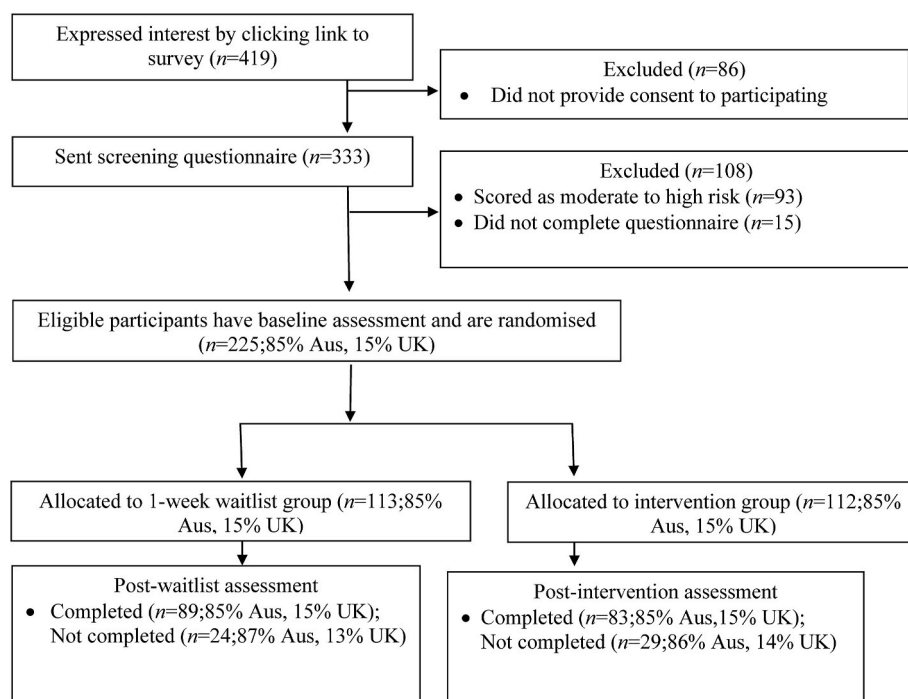 Expressed interest by clicking link to
survey (n=419)
Excluded (n=86)
• Did not provide consent to participating
Sent screening questionnaire (n=333)
Excluded (n=108)
• Scored as moderate to high risk (n=93)
• Did not complete questionnaire (n=15)
Eligible participants have baseline assessment and are randomised
(n=225;85% Aus, 15% UK)
Allocated to 1-week waitlist group (n=113;85%
Aus, 15% UK)
Allocated to intervention group (n=112;85%
Aus, 15% UK)
Post-waitlist assessment
• Completed (n=89;85% Aus, 15% UK);
Not completed (n=24;87% Aus, 13% UK)
Post-intervention assessment
• Completed (n=83;85% Aus,15% UK);
Not completed (n=29;86% Aus, 14% UK)